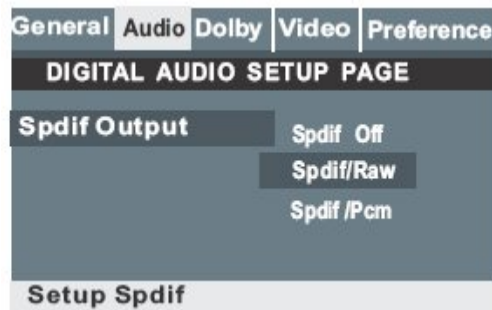 General Audio Dolby Video Preference
DIGITAL AUDIO SETUP PAGE
Spdif Output Spdif Off
Spdif/Raw
Spdif /Pcm
Setup Spdif